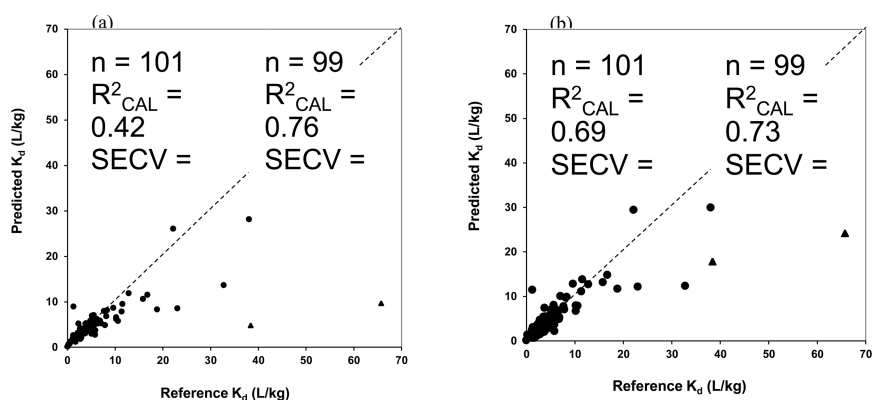 (a)
70
60
50
40
30
20
10
0
Predicted Kd (L/kg)
n = 101
R²CAL =
0.42
SECV =
n = 99
R²CAL =
0.76
SECV =
0 10 20 30 40 50 60 70
Reference Kd (L/kg)
(b)
70
60
50
40
30
20
10
0
Predicted Kd (L/kg)
n = 101
R²CAL =
0.69
SECV =
n = 99
R²CAL =
0.73
SECV =
0 10 20 30 40 50 60 70
Reference Kd (L/kg)